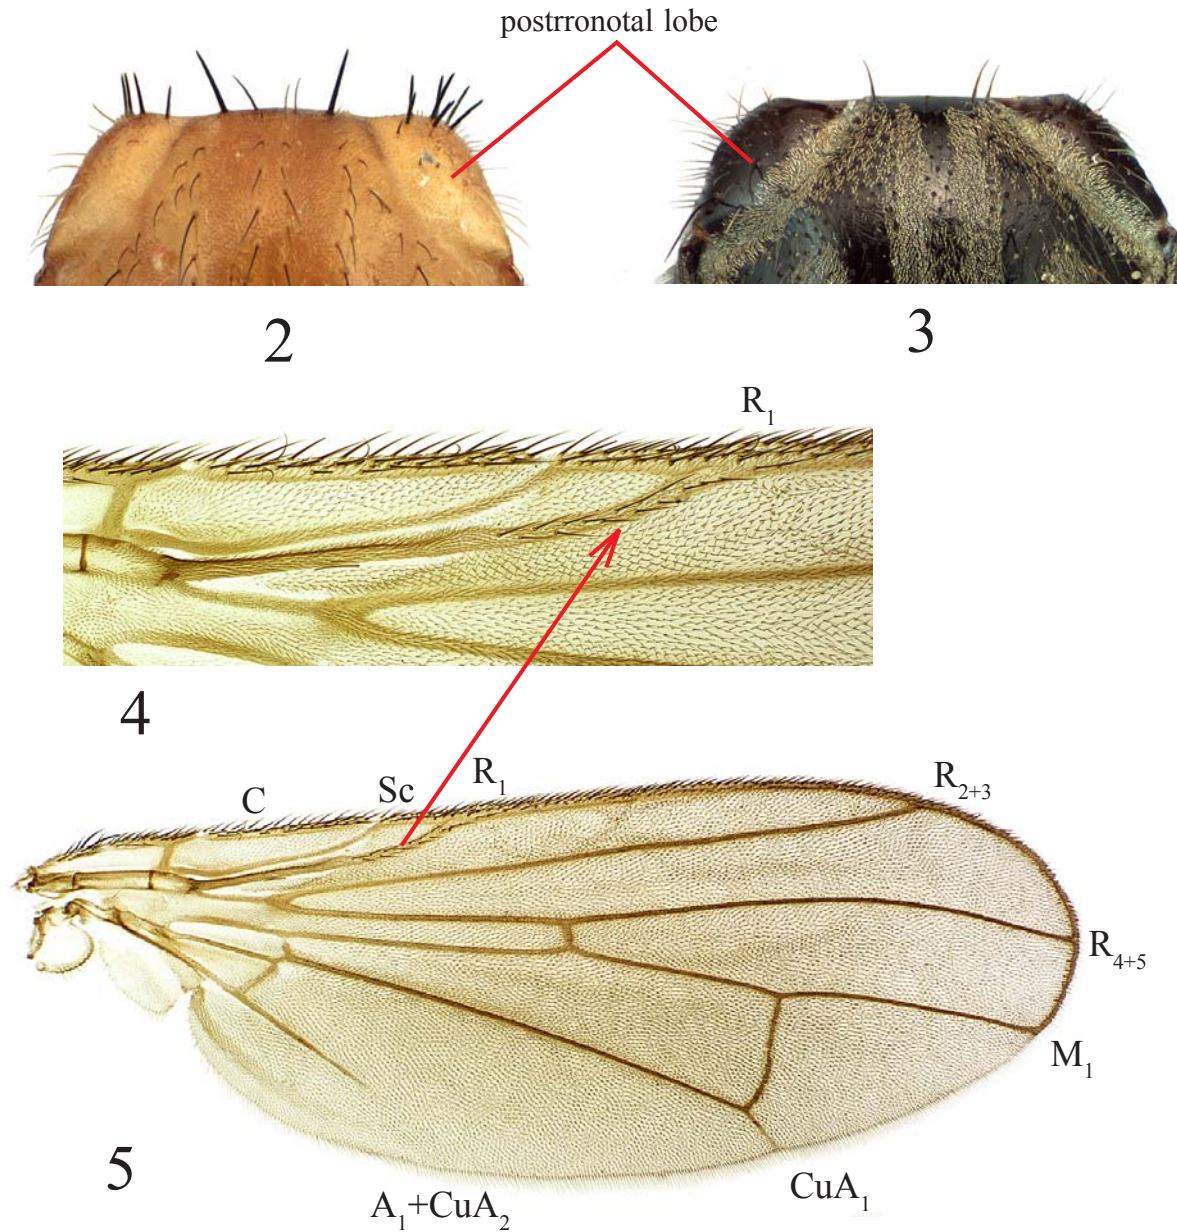 postrronotal lobe
2
3
R₁
4
C Sc R₁ R₂₊₃
R₄₊₅
M₁
5
CuA₁
A₁+CuA₂